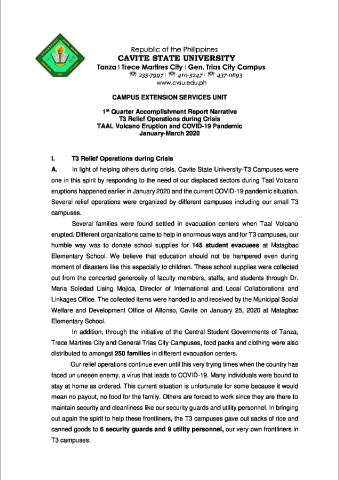 Republic of the Philippines
CAVITE STATE UNIVERSITY
Tanza I Trece Martires City I Gen. Trias City Campus
☎ 235-7997 | ☎ 410-5247 | ☎ 437-0693
www.cvsu.edu.ph
CAMPUS EXTENSION SERVICES UNIT
1st Quarter Accomplishment Report Narrative
T3 Relief Operations during Crisis
TAAL Volcano Eruption and COVID-19 Pandemic
January-March 2020
I. T3 Relief Operations during Crisis
A. In light of helping others during crisis, Cavite State University-T3 Campuses were
one in this spirit by responding to the need of our displaced sectors during Taal Volcano
eruptions happened earlier in January 2020 and the current COVID-19 pandemic situation.
Several relief operations were organized by different campuses including our small T3
campuses.
Several families were found settled in evacuation centers when Taal Volcano
erupted. Different organizations came to help in enormous ways and for T3 campuses, our
humble way was to donate school supplies for 145 student evacuees at Matagbac
Elementary School. We believe that education should not be hampered even during
moment of disasters like this especially to children. These school supplies were collected
out from the concerted generosity of faculty members, staffs, and students through Dr.
Maria Soledad Lising Mojica, Director of International and Local Collaborations and
Linkages Office. The collected items were handed to and received by the Municipal Social
Welfare and Development Office of Alfonso, Cavite on January 25, 2020 at Matagbac
Elementary School.
In addition, through the initiative of the Central Student Governments of Tanza,
Trece Martires City and General Trias City Campuses, food packs and clothing were also
distributed to amongst 250 families in different evacuation centers.
Our relief operations continue even until this very trying times when the country has
faced un unseen enemy, a virus that leads to COVID-19. Many individuals were bound to
stay at home as ordered. This current situation is unfortunate for some because it would
mean no payout, no food for the family. Others are forced to work since they are there to
maintain security and cleanliness like our security guards and utility personnel. In bringing
out again the spirit to help these frontliners, the T3 campuses gave out sacks of rice and
canned goods to 6 security guards and 9 utility personnel, our very own frontliners in
T3 campuses.